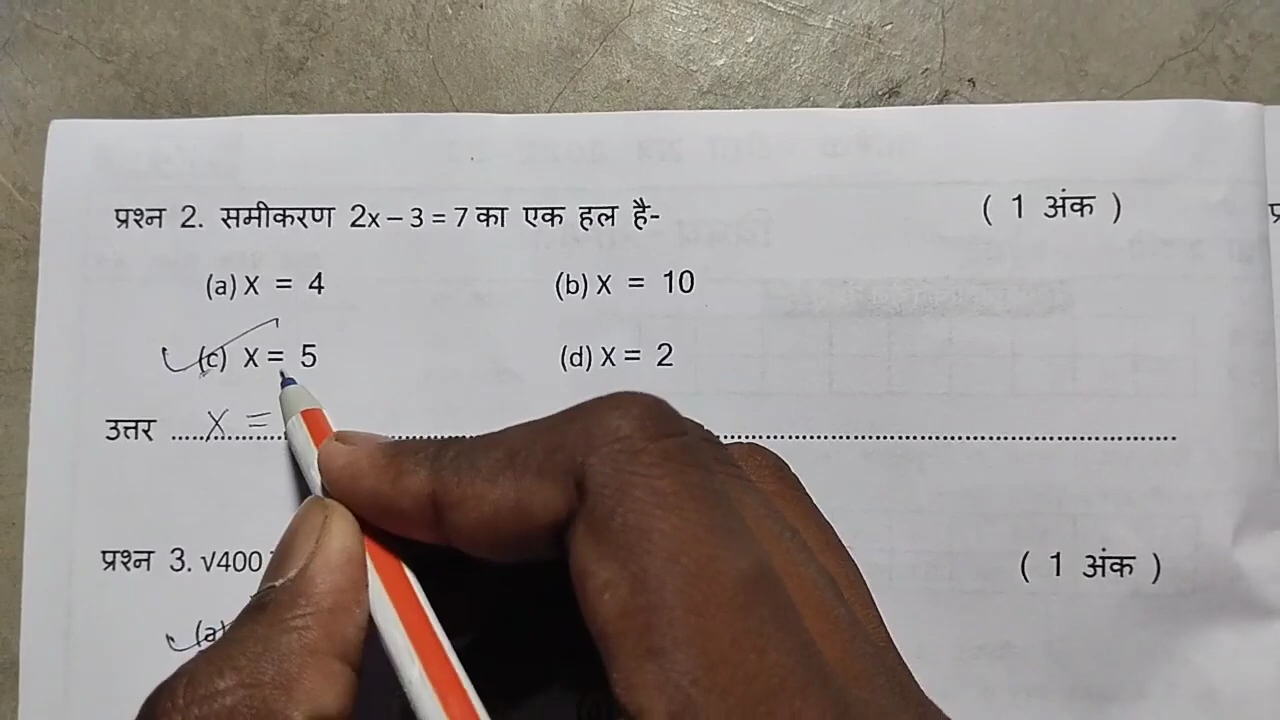 प्रश्न 2. समीकरण 2x – 3 = 7 का एक हल है- ( 1 अंक )
(a) X = 4 (b) X = 10
(c) X = 5 (d) X = 2
उत्तर ..... X =
प्रश्न 3. √400 ( 1 अंक )
(a)